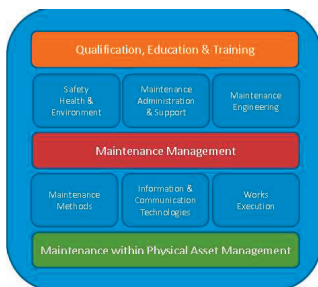 Qualification, Education & Training
Safety
Health &
Environment
Maintenance
Administration
& Support
Maintenance
Engineering
Maintenance Management
Maintenance
Methods
Information &
Communication
Technologies
Works
Execution
Maintenance within Physical Asset Management